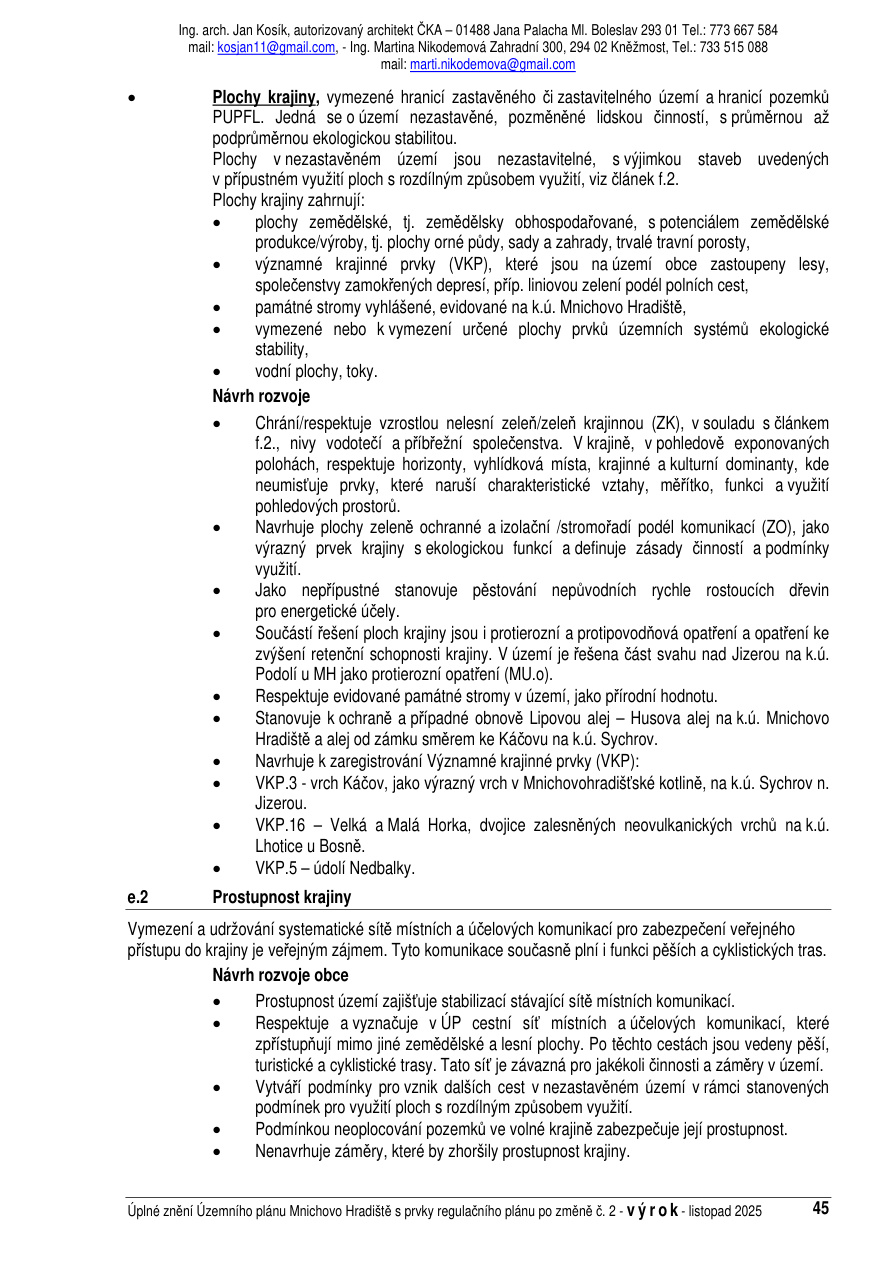 Ing. arch. Jan Kosík, autorizovaný architekt ČKA – 01488 Jana Palacha Ml. Boleslav 293 01 Tel.: 773 667 584
mail: kosjan11@gmail.com, - Ing. Martina Nikodemová Zahradní 300, 294 02 Kněžmost, Tel.: 733 515 088
mail: marti.nikodemova@gmail.com
• Plochy krajiny, vymezené hranicí zastavěného či zastavitelného území a hranicí pozemků
PUPFL. Jedná se o území nezastavěné, pozměněné lidskou činností, s průměrnou až
podprůměrnou ekologickou stabilitou.
Plochy v nezastavěném území jsou nezastavitelné, s výjimkou staveb uvedených
v přípustném využití ploch s rozdílným způsobem využití, viz článek f.2.
Plochy krajiny zahrnují:
• plochy zemědělské, tj. zemědělsky obhospodařované, s potenciálem zemědělské
produkce/výroby, tj. plochy orné půdy, sady a zahrady, trvalé travní porosty,
• významné krajinné prvky (VKP), které jsou na území obce zastoupeny lesy,
společenstvy zamokřených depresí, příp. liniovou zelení podél polních cest,
• památné stromy vyhlášené, evidované na k.ú. Mnichovo Hradiště,
• vymezené nebo k vymezení určené plochy prvků územních systémů ekologické
stability,
• vodní plochy, toky.
Návrh rozvoje
• Chrání/respektuje vzrostlou nelesní zeleň/zeleň krajinnou (ZK), v souladu s článkem
f.2., nivy vodotečí a příbřežní společenstva. V krajině, v pohledově exponovaných
polohách, respektuje horizonty, vyhlídková místa, krajinné a kulturní dominanty, kde
neumisťuje prvky, které naruší charakteristické vztahy, měřítko, funkci a využití
pohledových prostorů.
• Navrhuje plochy zeleně ochranné a izolační /stromořadí podél komunikací (ZO), jako
výrazný prvek krajiny s ekologickou funkcí a definuje zásady činností a podmínky
využití.
• Jako nepřípustné stanovuje pěstování nepůvodních rychle rostoucích dřevin
pro energetické účely.
• Součástí řešení ploch krajiny jsou i protierozní a protipovodňová opatření a opatření ke
zvýšení retenční schopnosti krajiny. V území je řešena část svahu nad Jizerou na k.ú.
Podolí u MH jako protierozní opatření (MU.o).
• Respektuje evidované památné stromy v území, jako přírodní hodnotu.
• Stanovuje k ochraně a případné obnově Lipovou alej – Husova alej na k.ú. Mnichovo
Hradiště a alej od zámku směrem ke Káčovu na k.ú. Sychrov.
• Navrhuje k zaregistrování Významné krajinné prvky (VKP):
• VKP.3 - vrch Káčov, jako výrazný vrch v Mnichovohradišťské kotlině, na k.ú. Sychrov n.
Jizerou.
• VKP.16 – Velká a Malá Horka, dvojice zalesněných neovulkanických vrchů na k.ú.
Lhotice u Bosně.
• VKP.5 – údolí Nedbalky.
e.2 Prostupnost krajiny
Vymezení a udržování systematické sítě místních a účelových komunikací pro zabezpečení veřejného
přístupu do krajiny je veřejným zájmem. Tyto komunikace současně plní i funkci pěších a cyklistických tras.
Návrh rozvoje obce
• Prostupnost území zajišťuje stabilizací stávající sítě místních komunikací.
• Respektuje a vyznačuje v ÚP cestní síť místních a účelových komunikací, které
zpřístupňují mimo jiné zemědělské a lesní plochy. Po těchto cestách jsou vedeny pěší,
turistické a cyklistické trasy. Tato síť je závazná pro jakékoli činnosti a záměry v území.
• Vytváří podmínky pro vznik dalších cest v nezastavěném území v rámci stanovených
podmínek pro využití ploch s rozdílným způsobem využití.
• Podmínkou neoplocování pozemků ve volné krajině zabezpečuje její prostupnost.
• Nenavrhuje záměry, které by zhoršily prostupnost krajiny.
Úplné znění Územního plánu Mnichovo Hradiště s prvky regulačního plánu po změně č. 2 - v ý r o k - listopad 2025 45